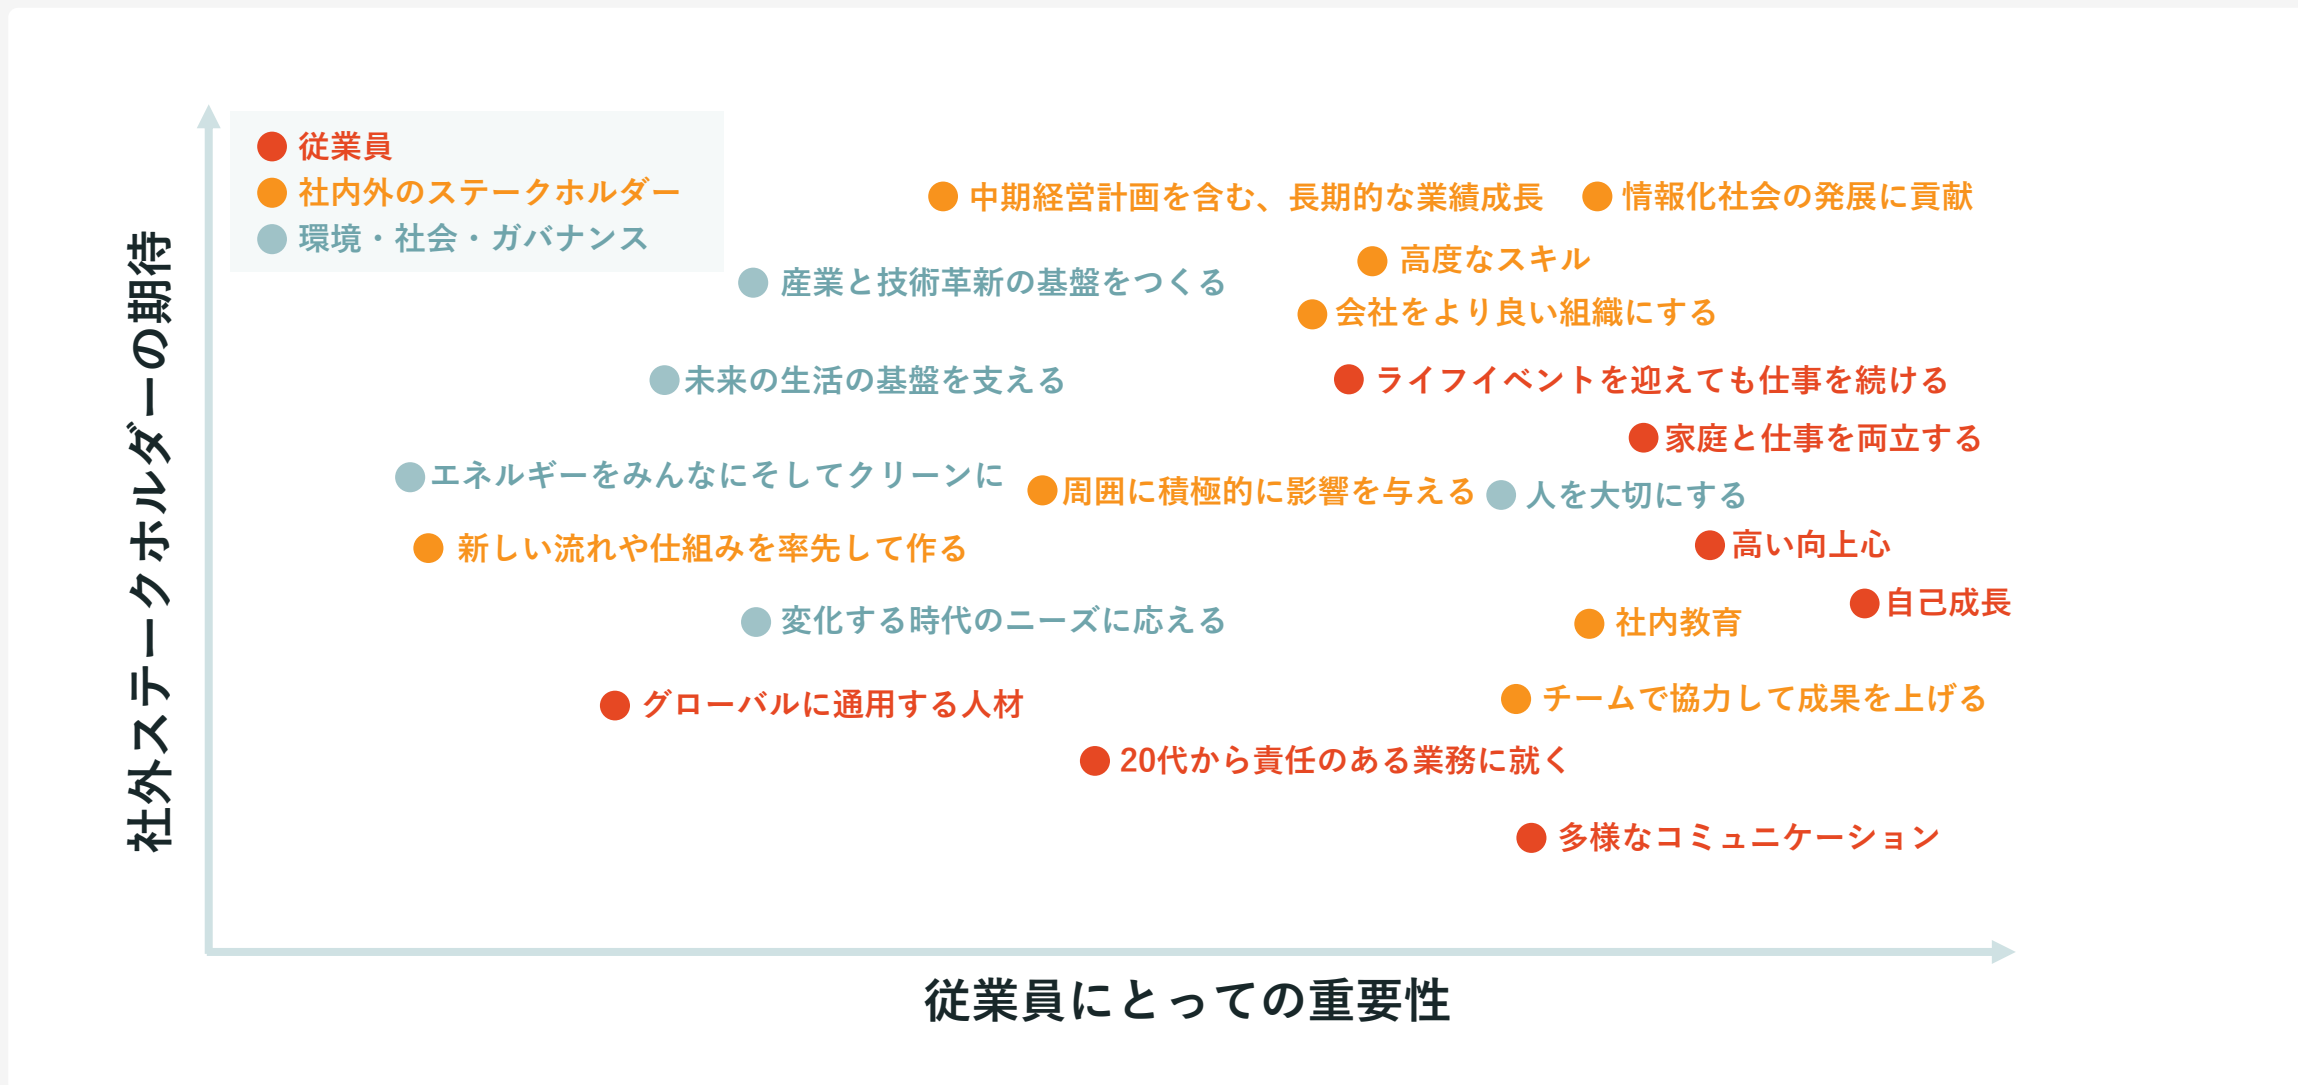 従業員
社内外のステークホルダー
環境・社会・ガバナンス
社外ステークホルダーの期待
中期経営計画を含む、長期的な業績成長
情報化社会の発展に貢献
高度なスキル
産業と技術革新の基盤をつくる
会社をより良い組織にする
未来の生活の基盤を支える
ライフイベントを迎えても仕事を続ける
家庭と仕事を両立する
エネルギーをみんなにそしてクリーンに
周囲に積極的に影響を与える
人を大切にする
新しい流れや仕組みを率先して作る
高い向上心
自己成長
変化する時代のニーズに応える
社内教育
グローバルに通用する人材
チームで協力して成果を上げる
20代から責任のある業務に就く
多様なコミュニケーション
従業員にとっての重要性